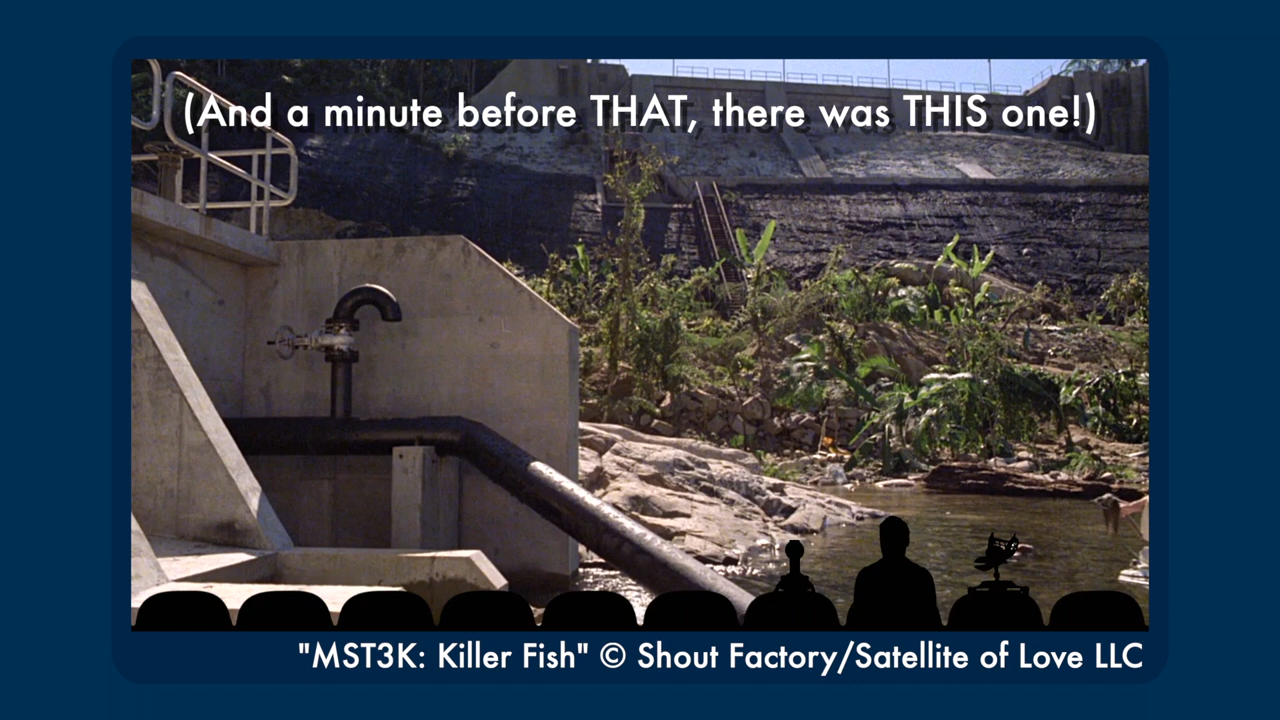 (And a minute before THAT, there was THIS one!)
"MST3K: Killer Fish" © Shout Factory/Satellite of Love LLC